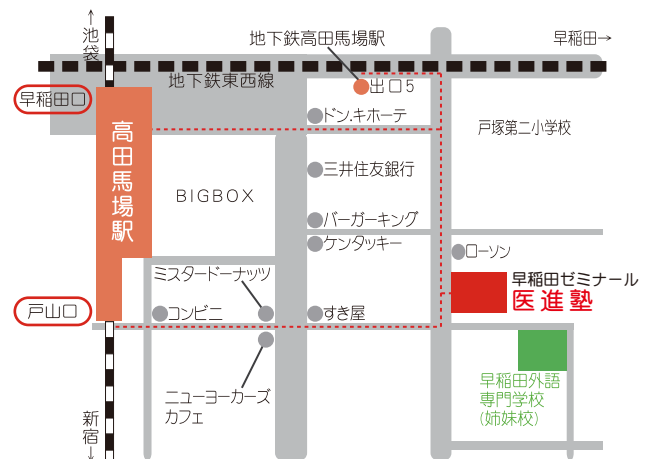 ↑
池
袋
地下鉄高田馬場駅
早稲田→
地下鉄東西線
早稲田口
出口5
ドン.キホーテ
高田馬場駅
戸塚第二小学校
三井住友銀行
BIGBOX
バーガーキング
ケンタッキー
ローソン
ミスタードーナッツ
早稲田ゼミナール
医進塾
戸山口
コンビニ
すき屋
早稲田外語
専門学校
(姉妹校)
ニューヨーカーズ
カフェ
新
宿
↓